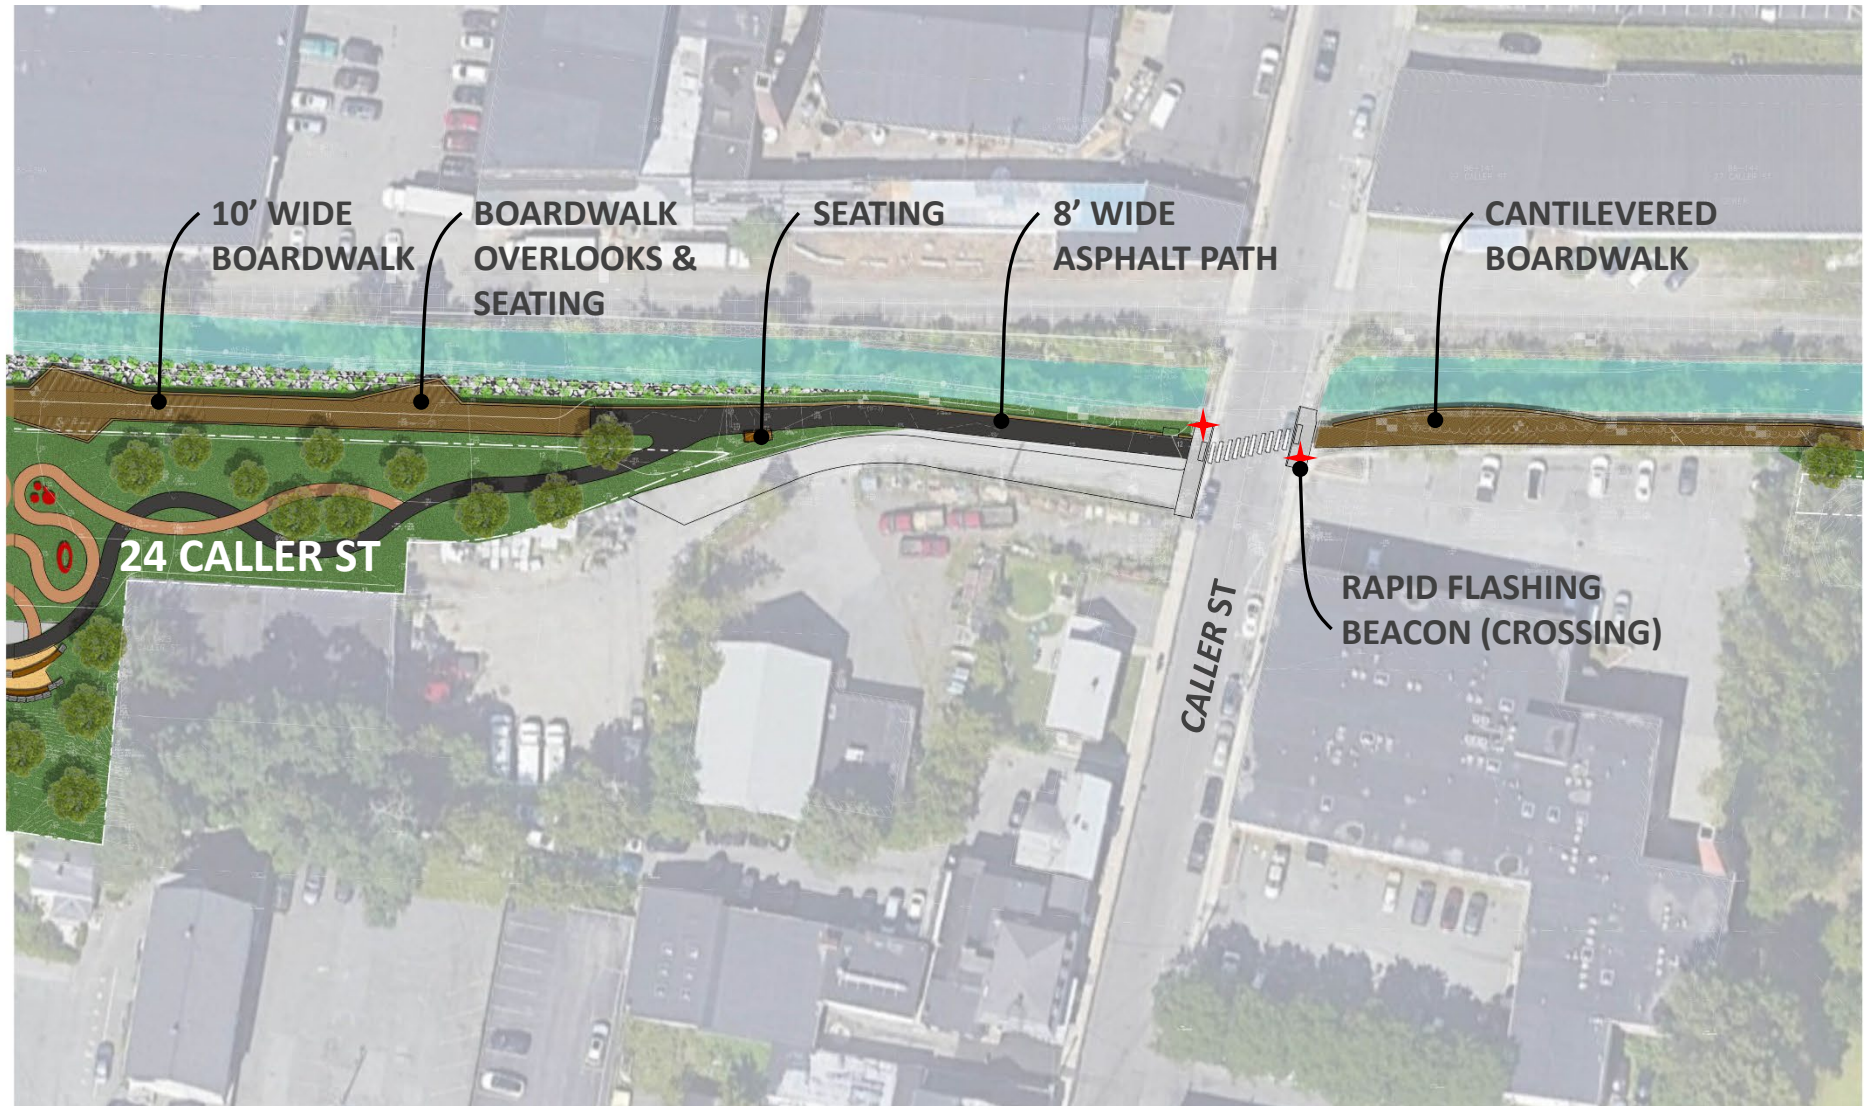 10’ WIDE
BOARDWALK
BOARDWALK
OVERLOOKS &
SEATING
SEATING
8’ WIDE
ASPHALT PATH
CANTILEVERED
BOARDWALK
24 CALLER ST
CALLER ST
RAPID FLASHING
BEACON (CROSSING)